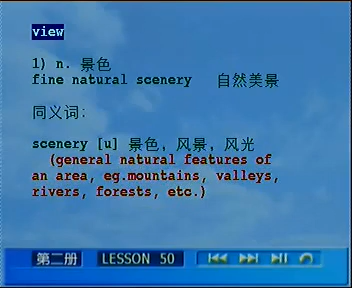 view
1) n. 景色
fine natural scenery 自然美景
同义词:
scenery [u] 景色，风景，风光
(general natural features of
an area, eg.mountains, valleys,
rivers, forests, etc.)
第二册 LESSON 50